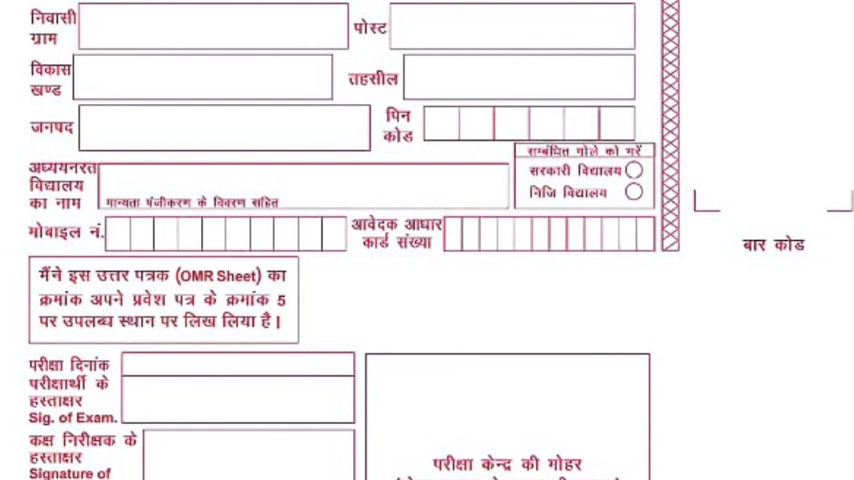 निवासी
ग्राम
पोस्ट
विकास
खण्ड
तहसील
जनपद
पिन
कोड
सम्बंधित गोले को भरें
सरकारी विद्यालय
निजि विद्यालय
अध्ययनरत
विद्यालय
का नाम
मान्यता पंजीकरण के विवरण सहित
मोबाइल नं.
आवेदक आधार
कार्ड संख्या
बार कोड
मैंने इस उत्तर पत्रक (OMR Sheet) का
क्रमांक अपने प्रवेश पत्र के क्रमांक 5
पर उपलब्ध स्थान पर लिख लिया है।
परीक्षा दिनांक
परीक्षार्थी के
हस्ताक्षर
Sig. of Exam.
कक्ष निरीक्षक के
हस्ताक्षर
Signature of
परीक्षा केन्द्र की मोहर